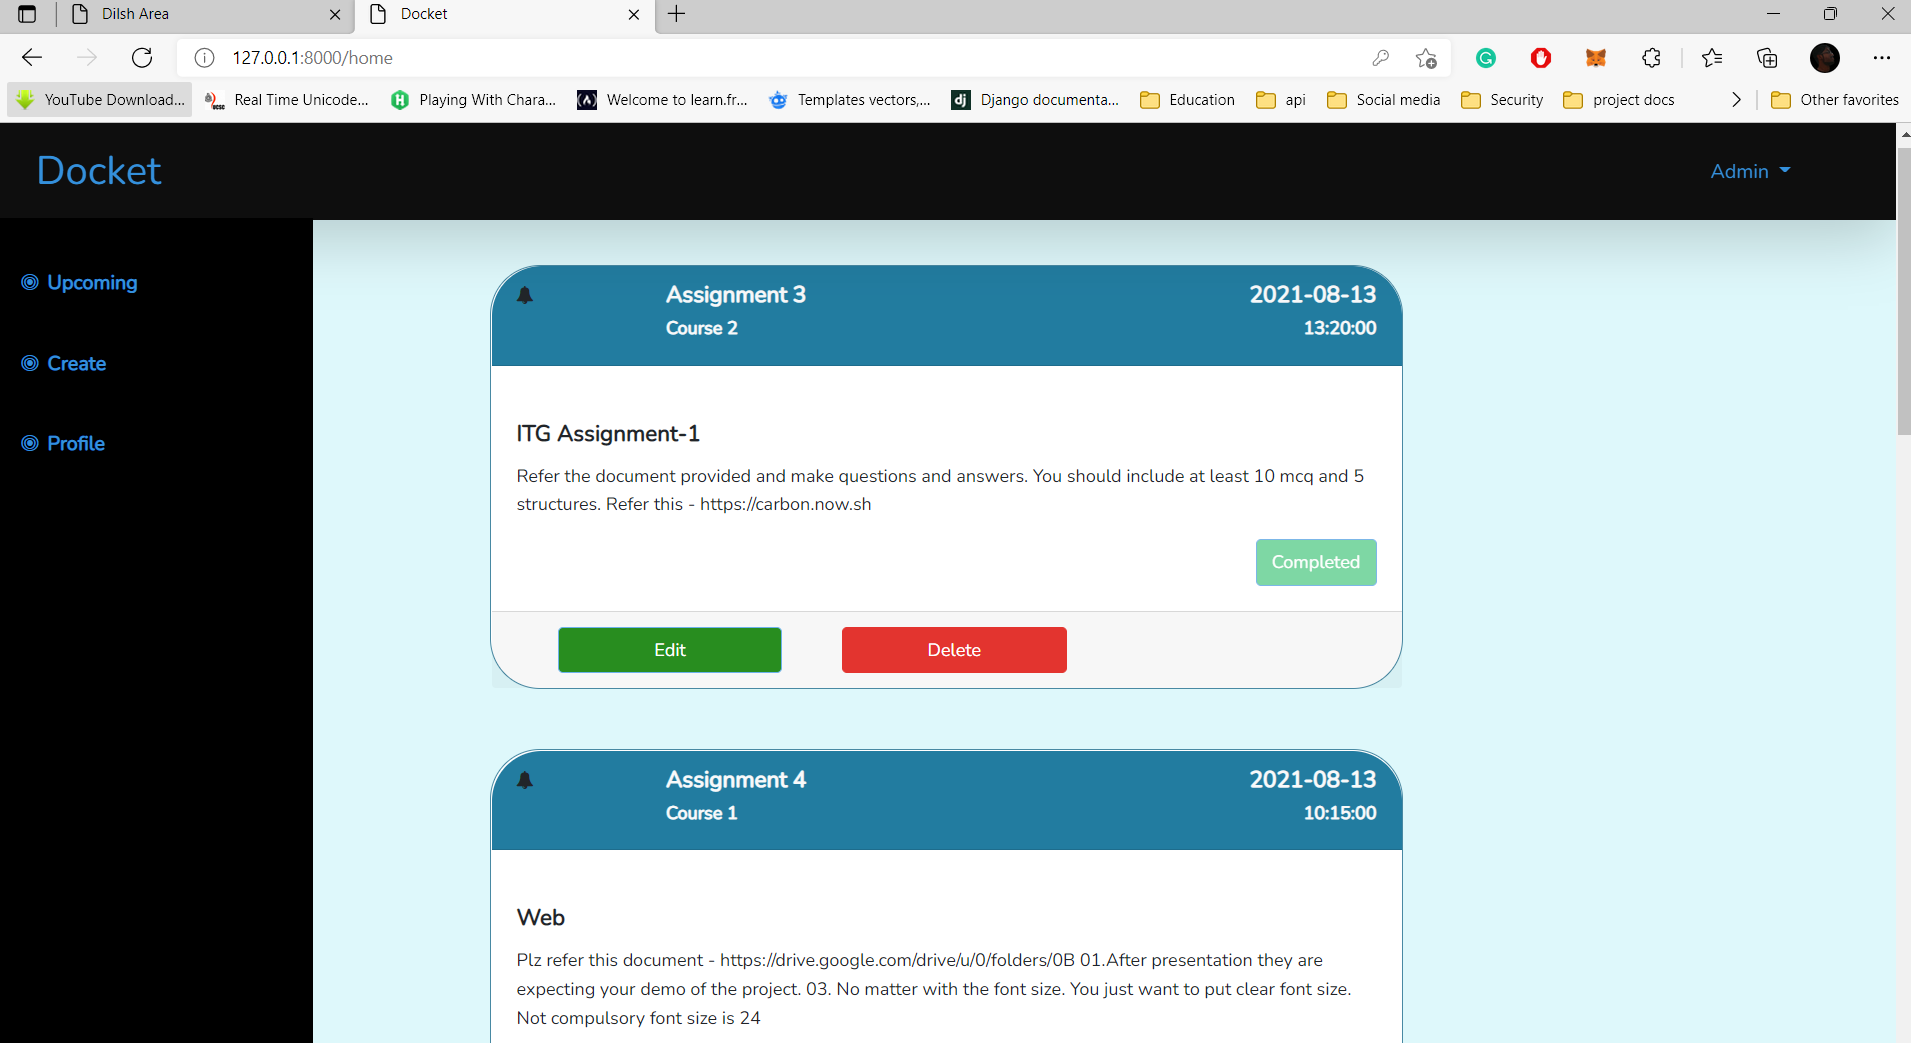 Dilsh Area
Docket
127.0.0.1:8000/home
YouTube Download...
Real Time Unicode...
Playing With Chara...
Welcome to learn.fr...
Templates vectors,...
Django documenta...
Education
api
Social media
Security
project docs
Other favorites
Docket
Admin
Upcoming
Create
Profile
Assignment 3
2021-08-13
Course 2
13:20:00
ITG Assignment-1
Refer the document provided and make questions and answers. You should include at least 10 mcq and 5
structures. Refer this - https://carbon.now.sh
Completed
Edit
Delete
Assignment 4
2021-08-13
Course 1
10:15:00
Web
Plz refer this document - https://drive.google.com/drive/u/0/folders/0B 01.After presentation they are
expecting your demo of the project. 03. No matter with the font size. You just want to put clear font size.
Not compulsory font size is 24